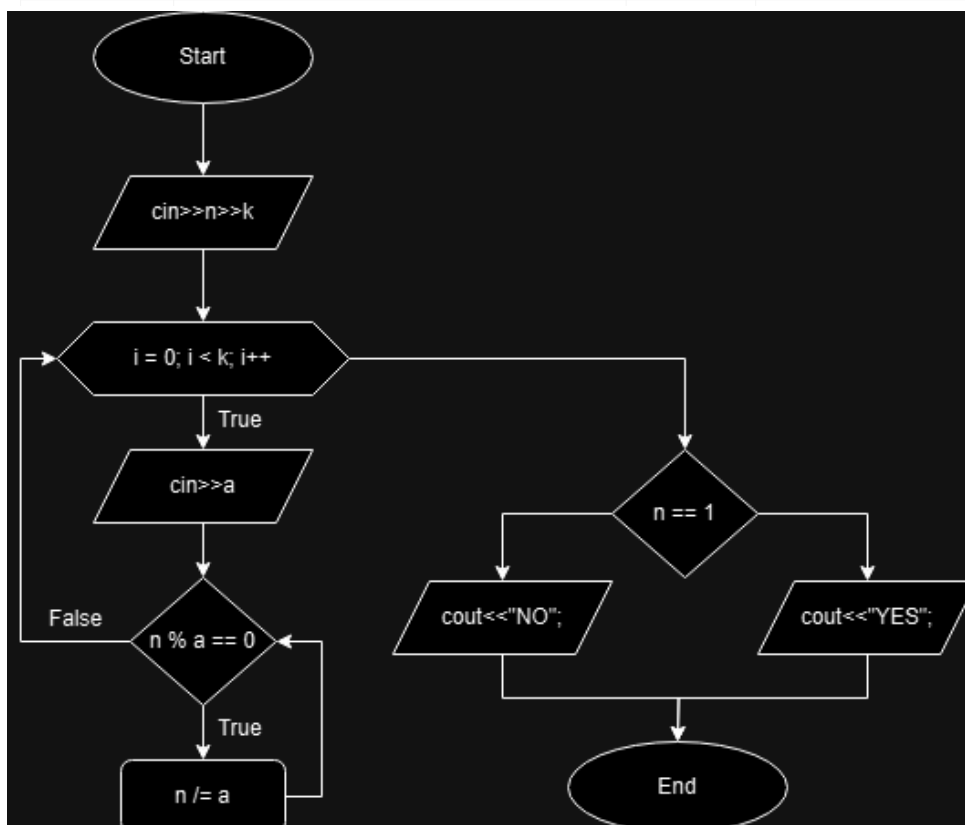 Start
cin>>n>>k
i = 0; i < k; i++
True
cin>>a
n % a == 0
False
True
n /= a
n == 1
cout<<"NO";
cout<<"YES";
End